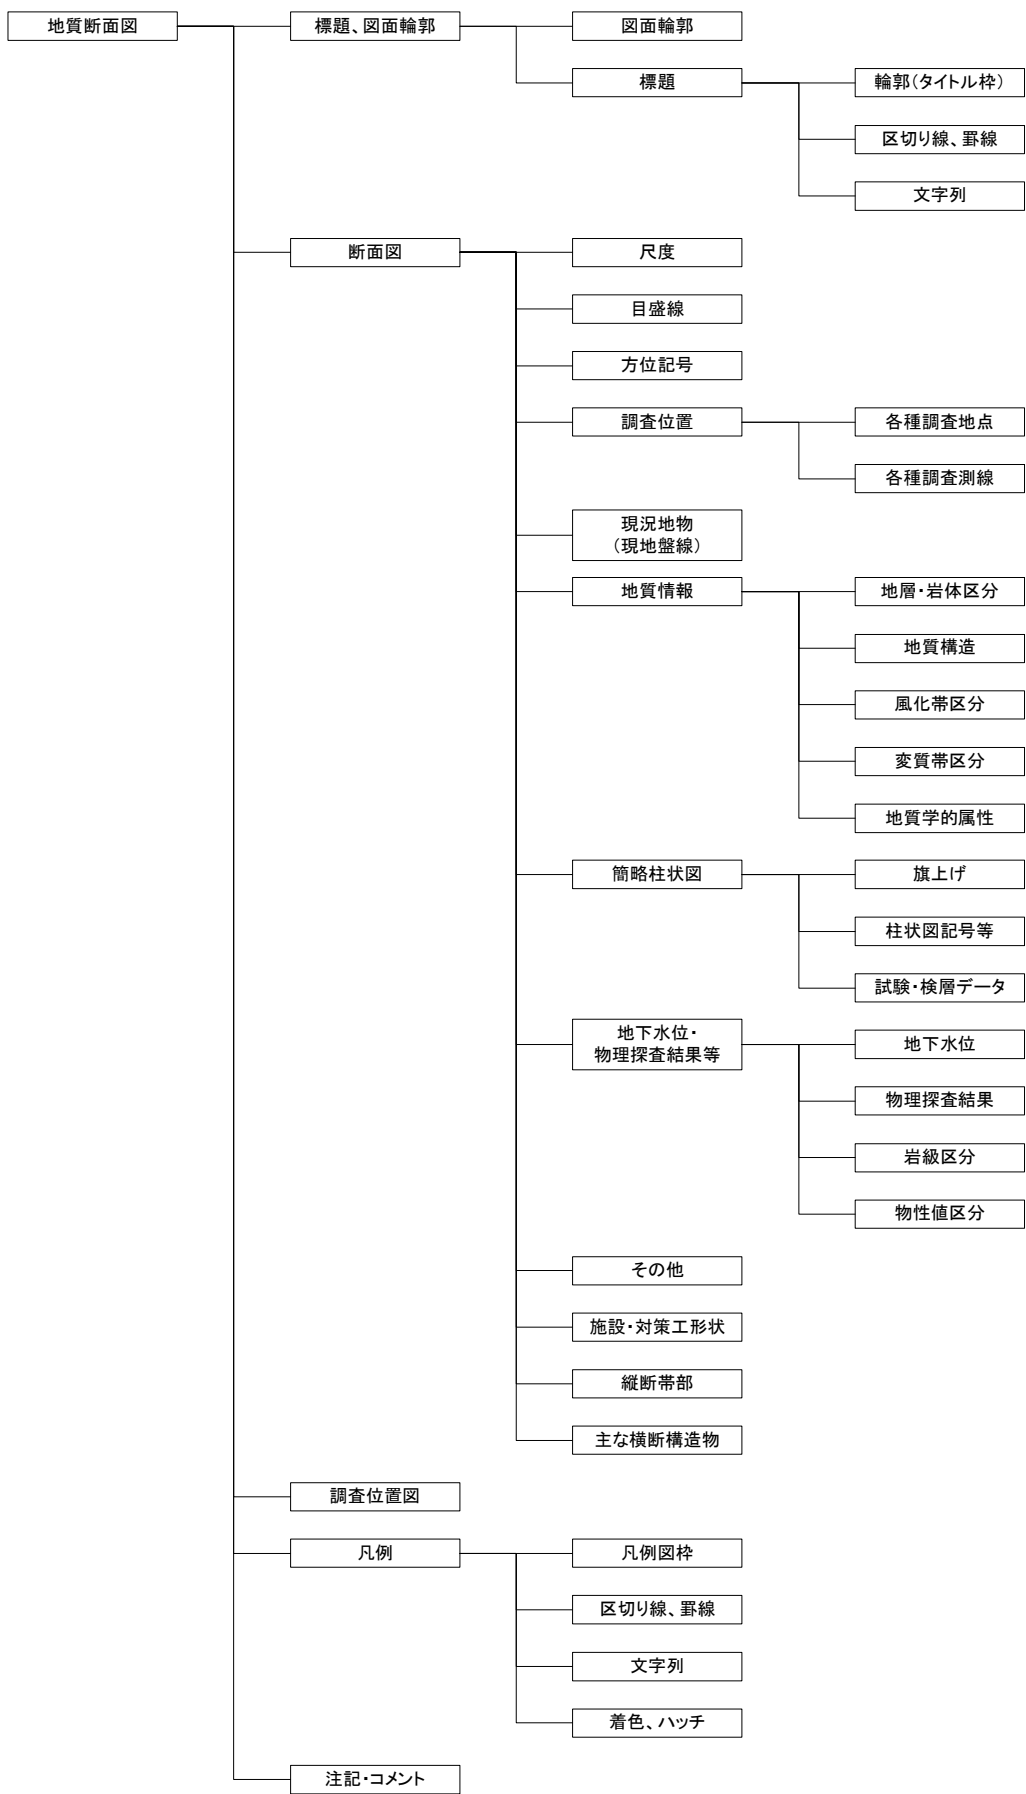 地質断面図
標題、図面輪郭
図面輪郭
標題
輪郭（タイトル枠）
区切り線、罫線
文字列
断面図
尺度
目盛線
方位記号
調査位置
各種調査地点
各種調査測線
現況地物
（現地盤線）
地質情報
地層・岩体区分
地質構造
風化帯区分
変質帯区分
地質学的属性
簡略柱状図
旗上げ
柱状図記号等
試験・検層データ
地下水位・
物理探査結果等
地下水位
物理探査結果
岩級区分
物性値区分
その他
施設・対策工形状
縦断帯部
主な横断構造物
調査位置図
凡例
凡例図枠
区切り線、罫線
文字列
着色、ハッチ
注記・コメント